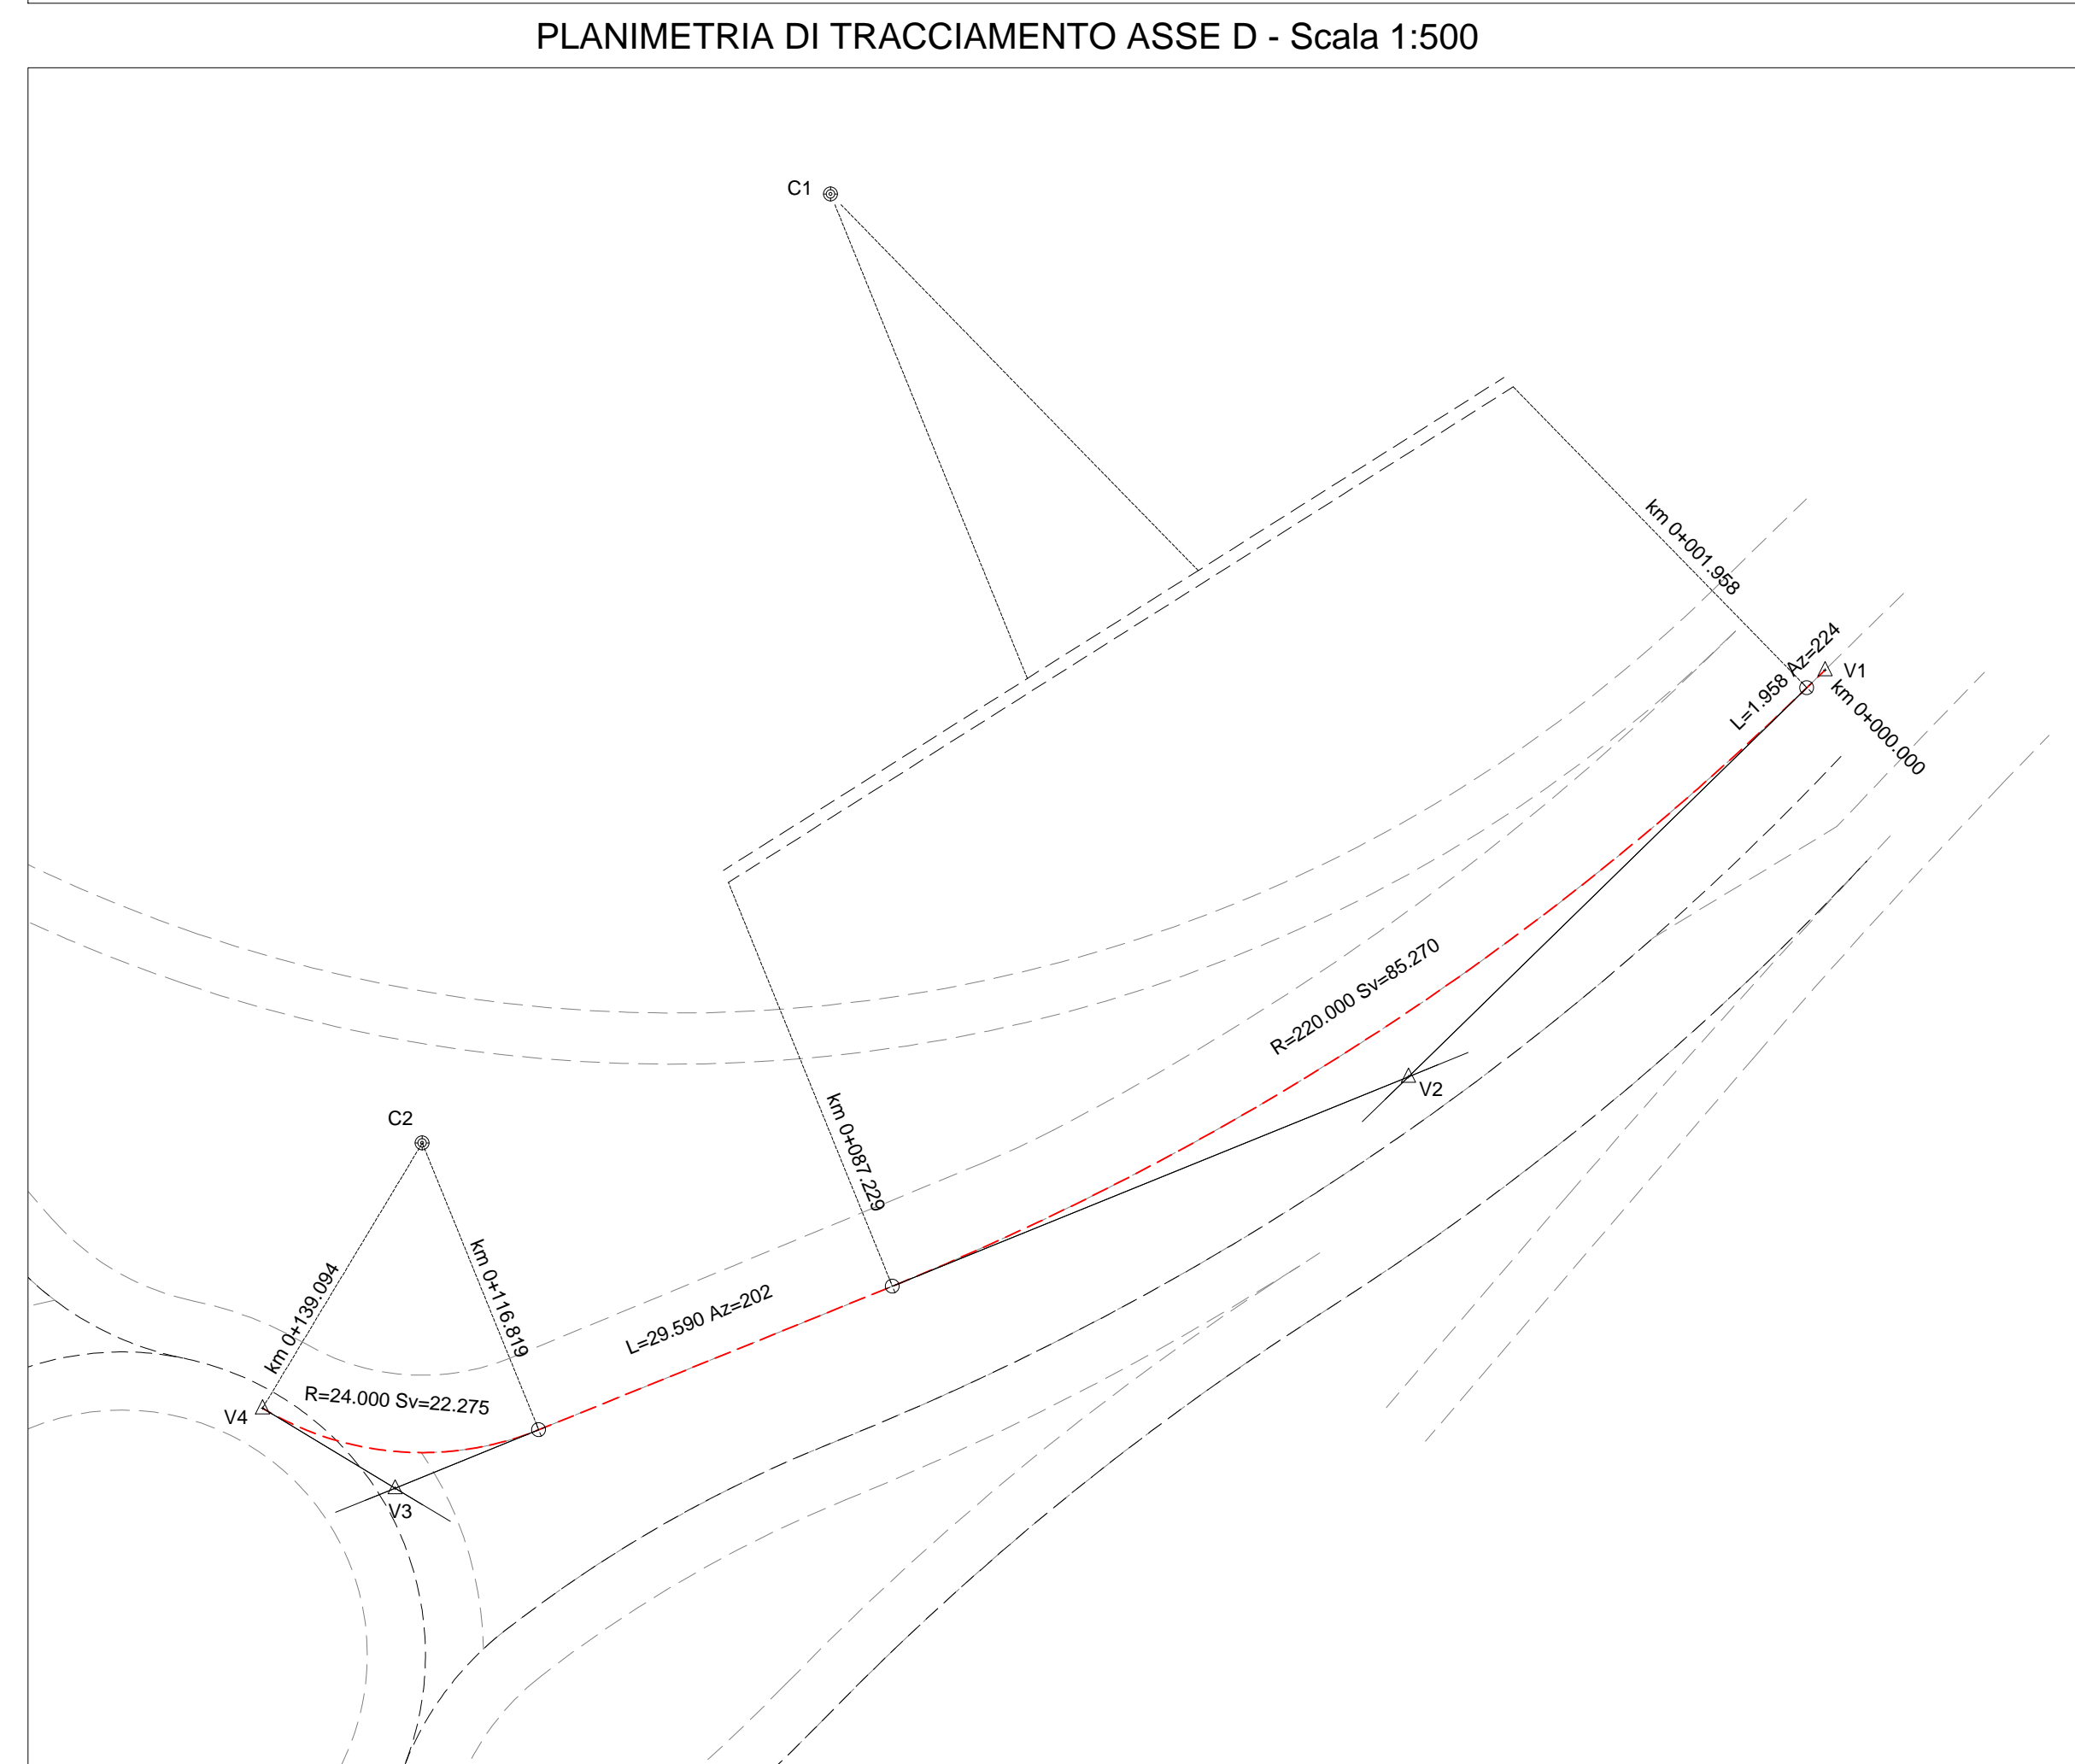 PLANIMETRIA DI TRACCIAMENTO ASSE D - Scala 1:500
C1
km 0+001.958
L=1.958 Az=224
V1
km 0+000.000
R=220.000 Sv=85.270
V2
km 0+087.229
C2
km 0+139.094
km 0+116.819
L=29.590 Az=202
R=24.000 Sv=22.275
V4
V3